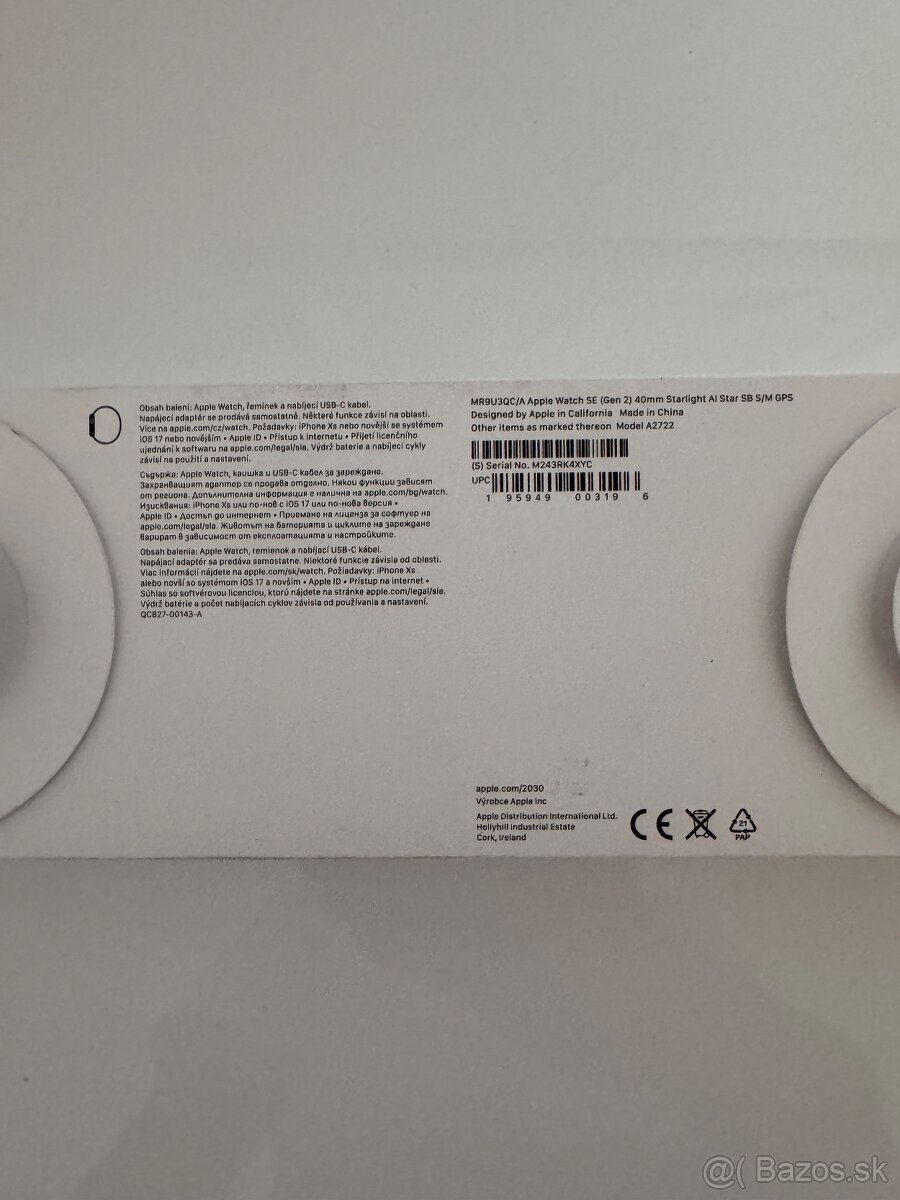 Obsah balení: Apple Watch, řemínek a nabíjecí USB-C kabel.
Napájecí adaptér se prodává samostatně. Některé funkce závisí na oblasti.
Více na apple.com/cz/watch. Požadavky: iPhone Xs nebo novější se systémem
iOS 17 nebo novějším • Apple ID • Přístup k internetu • Přijetí licenčního
ujednání k softwaru na apple.com/legal/sla. Výdrž baterie a nabíjecí cykly
závisí na použití a nastavení.
Съдържа: Apple Watch, каишка и USB-C кабел за зареждане.
Захранващият адаптер се продава отделно. Някои функции зависят
от региона. Допълнителна информация е налична на apple.com/bg/watch.
Изисквания: iPhone Xs или по-нов с iOS 17 или по-нова версия •
Apple ID • Достъп до интернет • Приемане на лиценза за софтуер на
apple.com/legal/sla. Животът на батерията и циклите на зареждане
варират в зависимост от експлоатацията и настройките.
Obsah balenia: Apple Watch, remienok a nabíjací USB-C kábel.
Napájací adaptér sa predáva samostatne. Niektoré funkcie závisia od oblasti.
Viac informácií nájdete na apple.com/sk/watch. Požiadavky: iPhone Xs
alebo novší so systémom iOS 17 a novším • Apple ID • Prístup na internet •
Súhlas so softvérovou licenciou, ktorú nájdete na stránke apple.com/legal/sla.
Výdrž batérie a počet nabíjacích cyklov závisia od používania a nastavení.
QC827-00143-A
MR9U3QC/A Apple Watch SE (Gen 2) 40mm Starlight Al Star SB S/M GPS
Designed by Apple in California Made in China
Other items as marked thereon Model A2722
(S) Serial No. M243RK4XYC
UPC
1 95949 00319 6
apple.com/2030
Výrobce Apple Inc
Apple Distribution International Ltd.
Hollyhill Industrial Estate
Cork, Ireland
CE
21
PAP
@( Bazos.sk